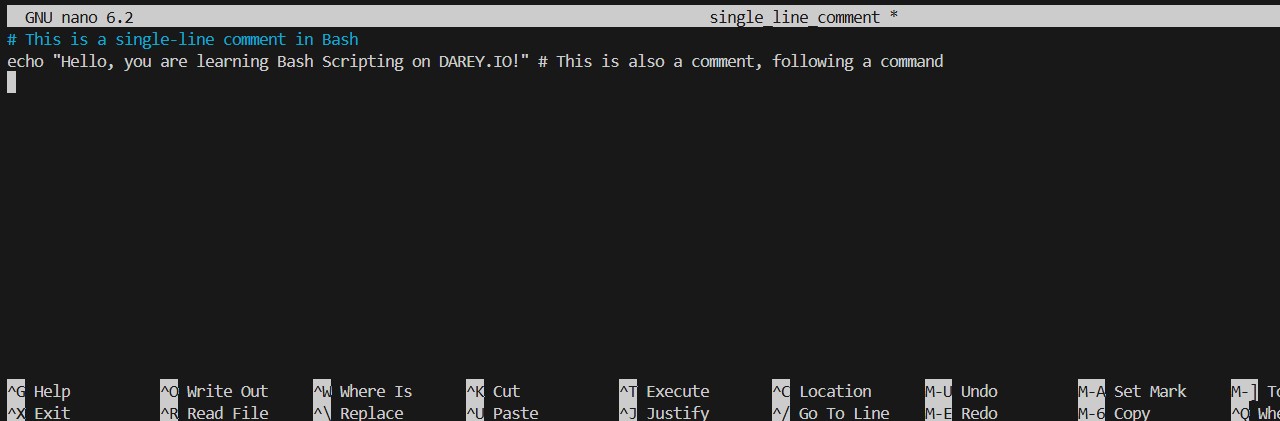 GNU nano 6.2 single_line_comment *
# This is a single-line comment in Bash
echo "Hello, you are learning Bash Scripting on DAREY.IO!" # This is also a comment, following a command
^G Help ^O Write Out ^W Where Is ^K Cut ^T Execute ^C Location M-U Undo M-A Set Mark M-]
^X Exit ^R Read File ^\ Replace ^U Paste ^J Justify ^/ Go To Line M-E Redo M-6 Copy ^Q